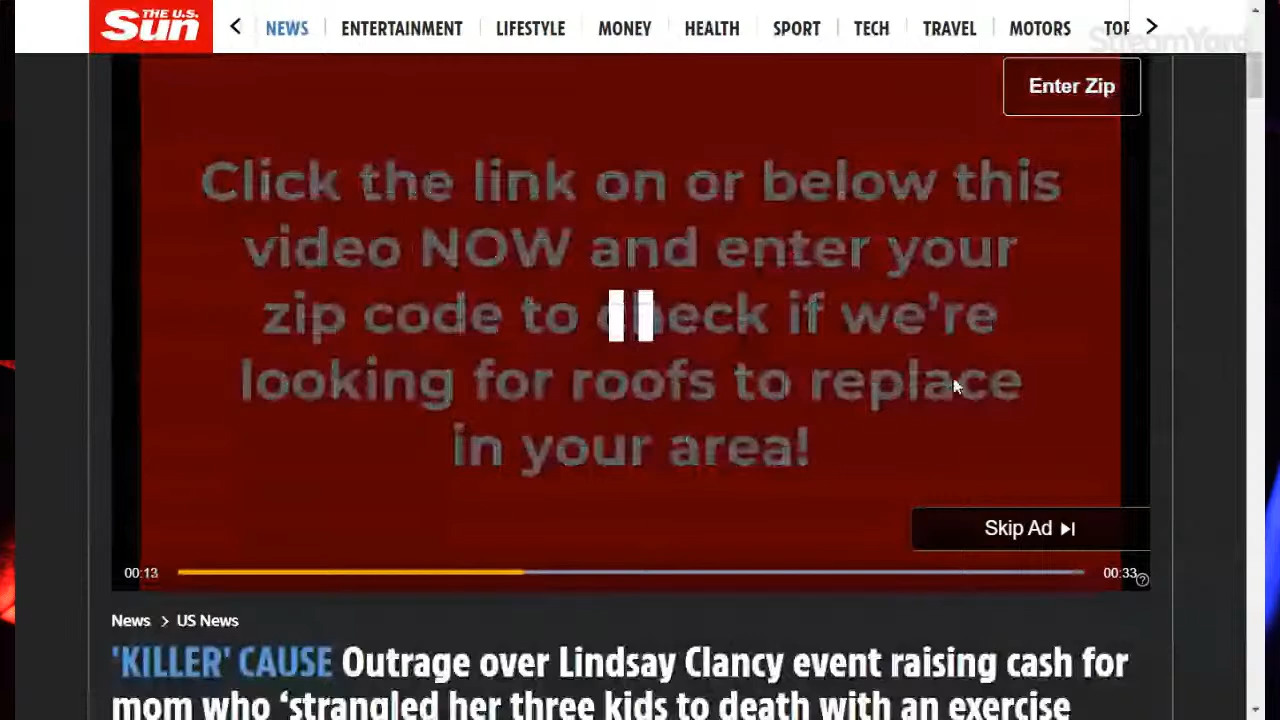 THE U.S.
Sun
NEWS
ENTERTAINMENT
LIFESTYLE
MONEY
HEALTH
SPORT
TECH
TRAVEL
MOTORS
TOP
StreamYard
Enter Zip
Click the link on or below this
video NOW and enter your
zip code to check if we're
looking for roofs to replace
in your area!
Skip Ad
00:13
00:33
News > US News
'KILLER' CAUSE Outrage over Lindsay Clancy event raising cash for
mom who ‘strangled her three kids to death with an exercise